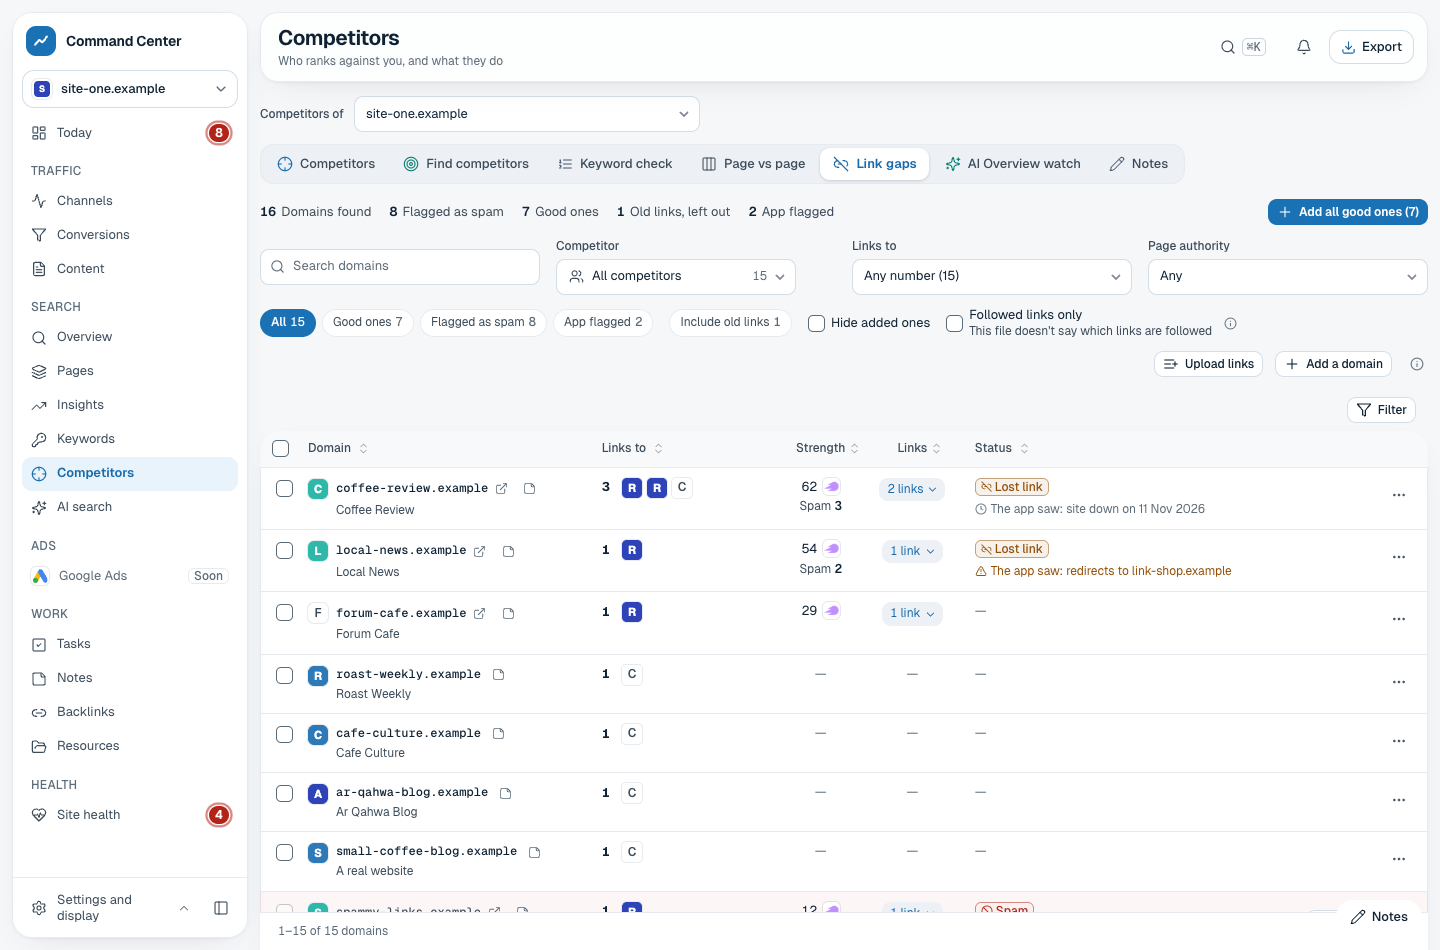 Command Center
S site-one.example
Today 8
TRAFFIC
Channels
Conversions
Content
SEARCH
Overview
Pages
Insights
Keywords
Competitors
AI search
ADS
Google Ads Soon
WORK
Tasks
Notes
Backlinks
Resources
HEALTH
Site health 4
Settings and
display
Competitors
Who ranks against you, and what they do
⌘K
Export
Competitors of site-one.example
Competitors Find competitors Keyword check Page vs page Link gaps AI Overview watch Notes
16 Domains found 8 Flagged as spam 7 Good ones 1 Old links, left out 2 App flagged
Add all good ones (7)
Search domains
Competitor
All competitors 15
Links to
Any number (15)
Page authority
Any
All 15 Good ones 7 Flagged as spam 8 App flagged 2 Include old links 1 Hide added ones
Followed links only
This file doesn't say which links are followed
Upload links Add a domain
Filter
Domain Links to Strength Links Status
C coffee-review.example 3 R R C 62 2 links Lost link
Coffee Review Spam 3 The app saw: site down on 11 Nov 2026
L local-news.example 1 R 54 1 link Lost link
Local News Spam 2 The app saw: redirects to link-shop.example
F forum-cafe.example 1 R 29 1 link —
Forum Cafe
R roast-weekly.example 1 C — — —
Roast Weekly
C cafe-culture.example 1 C — — —
Cafe Culture
A ar-qahwa-blog.example 1 C — — —
Ar Qahwa Blog
S small-coffee-blog.example 1 C — — —
A real website
S spammy-links.example 1 R 12 1 link Spam
1–15 of 15 domains
Notes